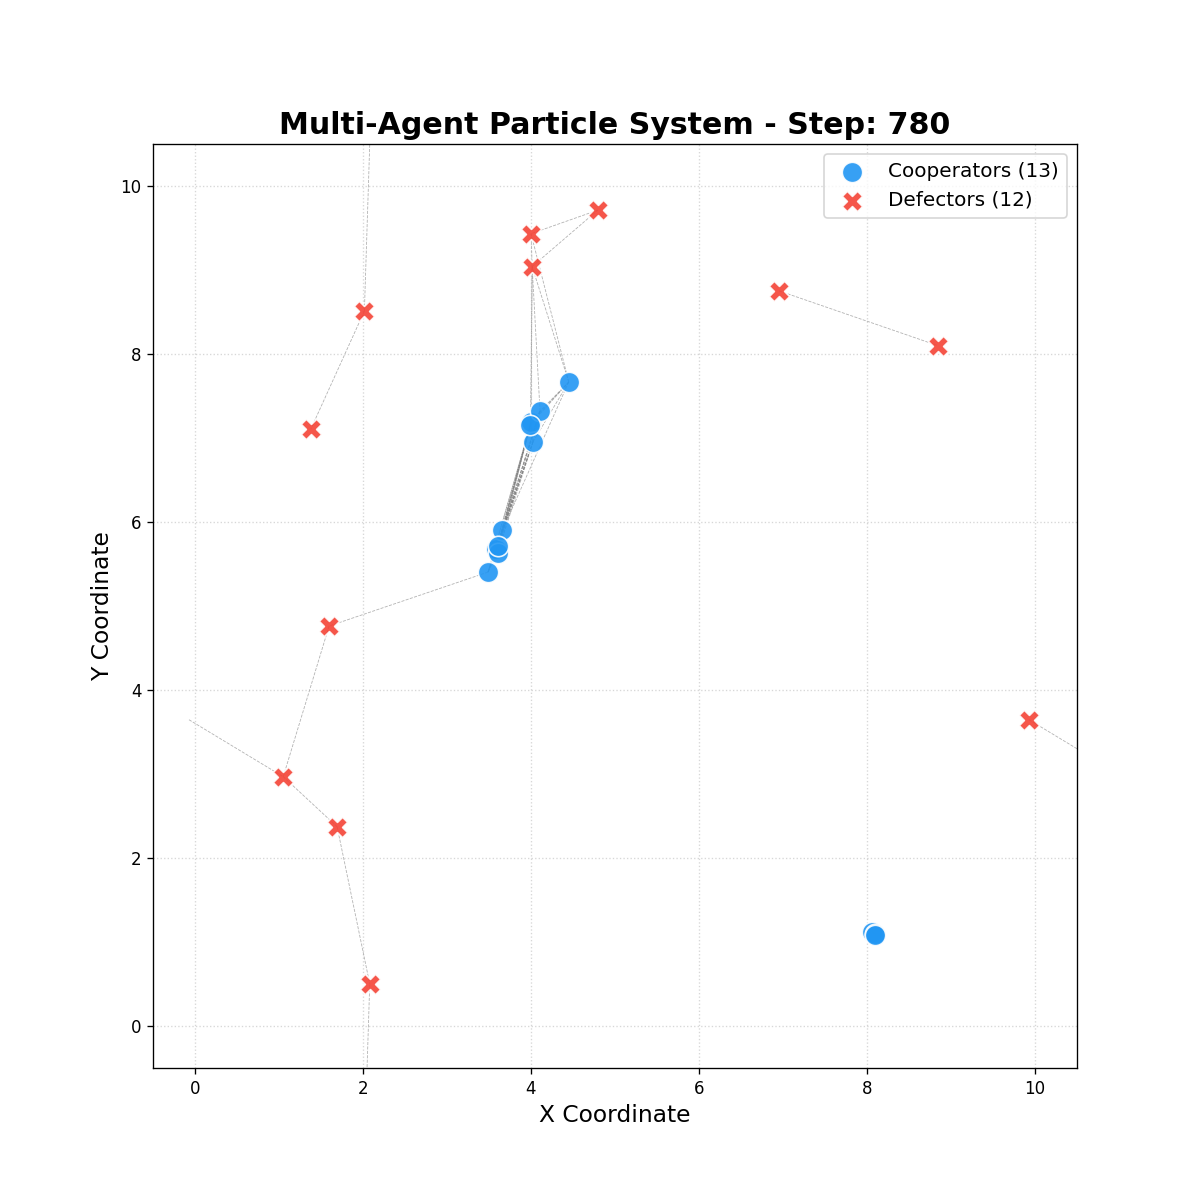 Multi-Agent Particle System - Step: 780
Cooperators (13)
Defectors (12)
10
8
6
4
2
0
Y Coordinate
0 2 4 6 8 10
X Coordinate